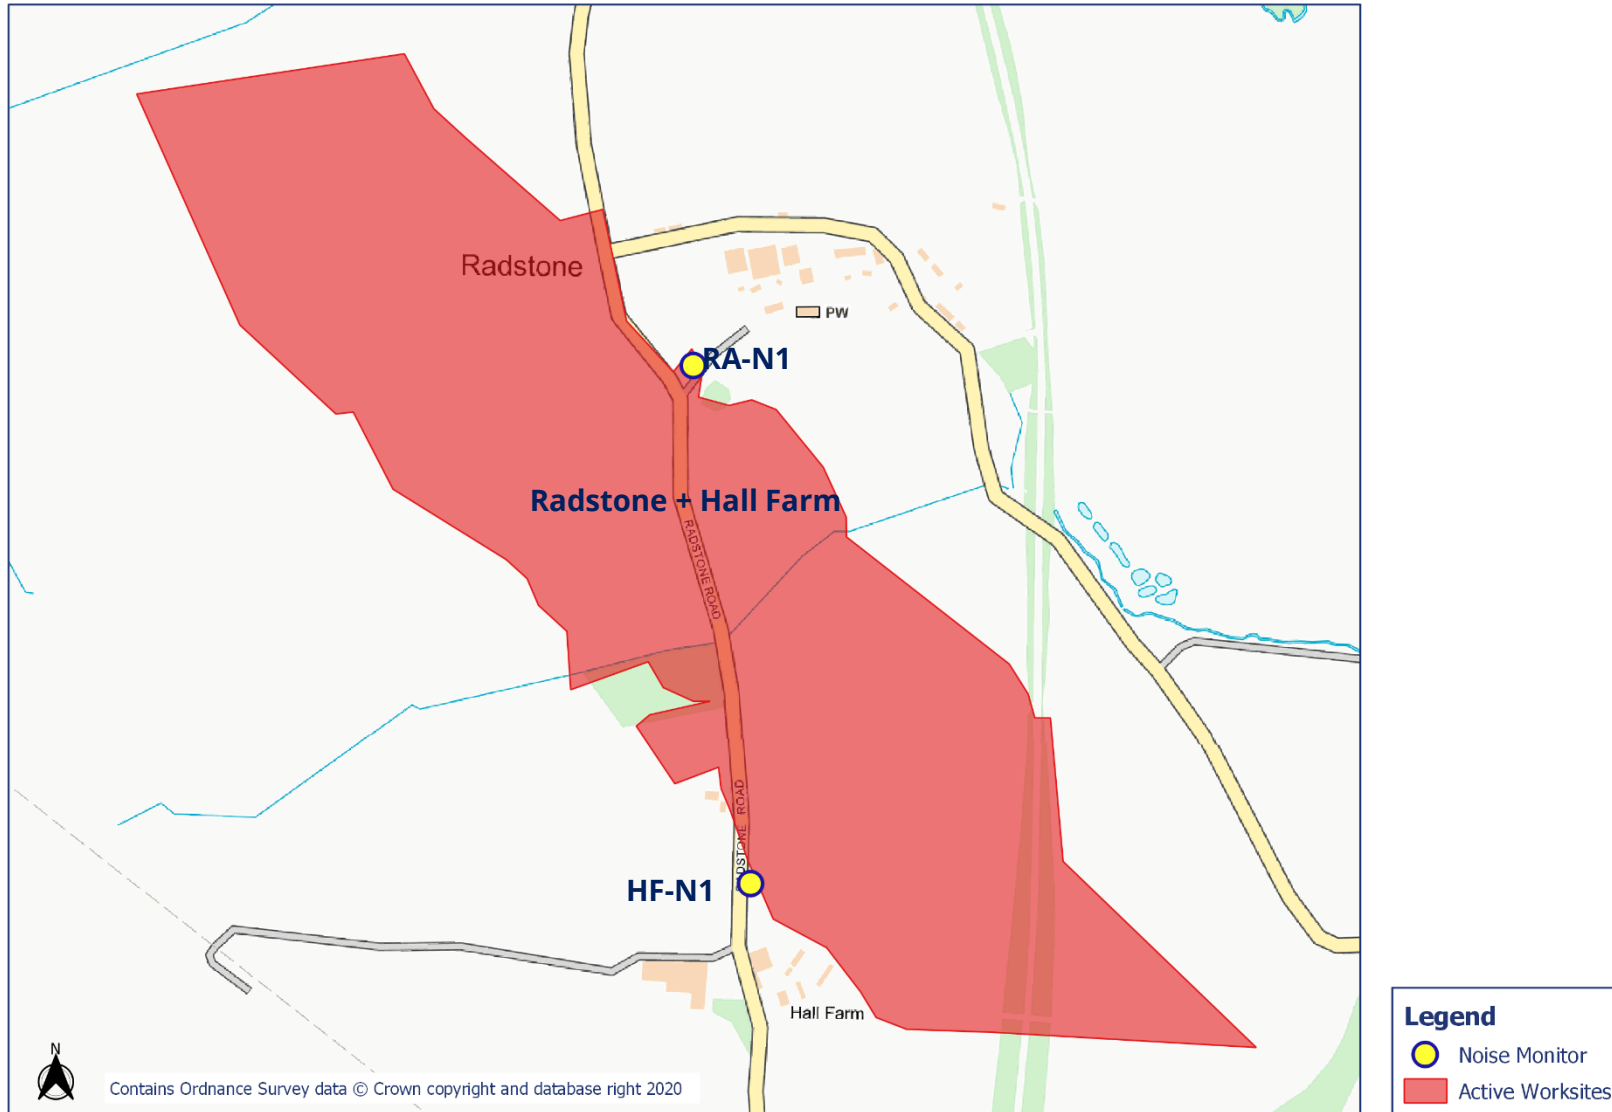 Radstone
PW
RA-N1
Radstone + Hall Farm
RADSTONE ROAD
RADSTONE ROAD
HF-N1
Hall Farm
N
Contains Ordnance Survey data © Crown copyright and database right 2020
Legend
Noise Monitor
Active Worksites